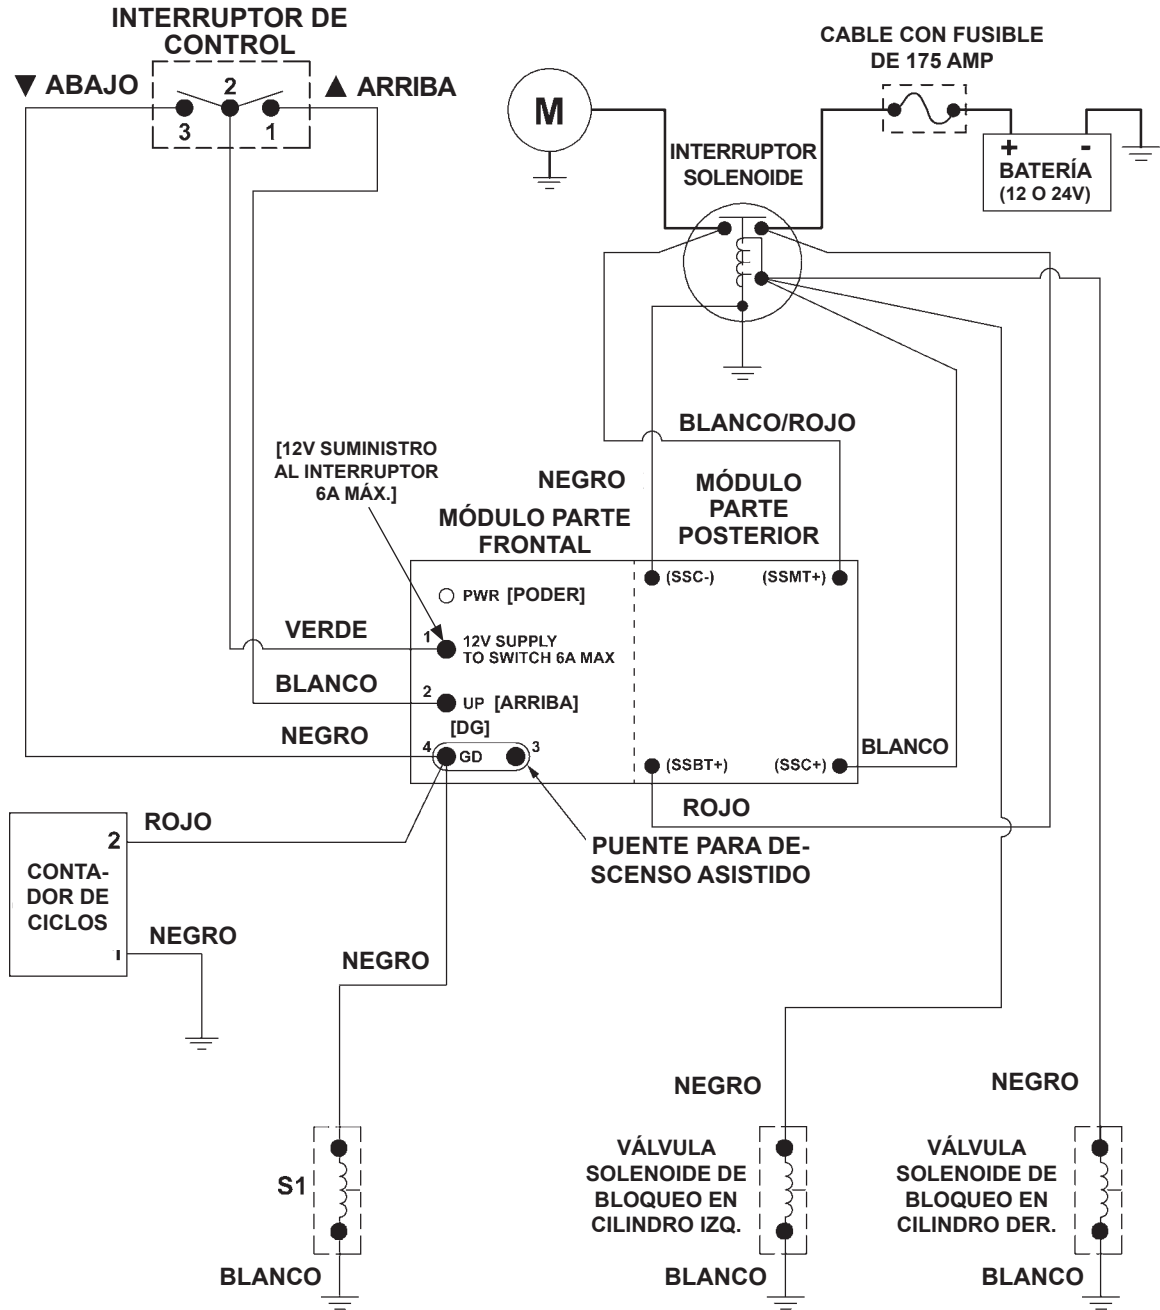 INTERRUPTOR DE
CONTROL
▼ ABAJO
▲ ARRIBA
2
3
1
M
CABLE CON FUSIBLE
DE 175 AMP
INTERRUPTOR
SOLENOIDE
+ -
BATERÍA
(12 O 24V)
BLANCO/ROJO
[12V SUMINISTRO
AL INTERRUPTOR
6A MÁX.]
NEGRO
MÓDULO
PARTE
POSTERIOR
MÓDULO PARTE
FRONTAL
(SSC-)
(SSMT+)
PWR [PODER]
VERDE
1
12V SUPPLY
TO SWITCH 6A MAX
BLANCO
2
UP [ARRIBA]
[DG]
NEGRO
4
GD
3
(SSBT+)
(SSC+)
BLANCO
ROJO
PUENTE PARA DE-
SCENSO ASISTIDO
ROJO
2
CONTA-
DOR DE
CICLOS
1
NEGRO
NEGRO
NEGRO
NEGRO
S1
VÁLVULA
SOLENOIDE DE
BLOQUEO EN
CILINDRO IZQ.
VÁLVULA
SOLENOIDE DE
BLOQUEO EN
CILINDRO DER.
BLANCO
BLANCO
BLANCO